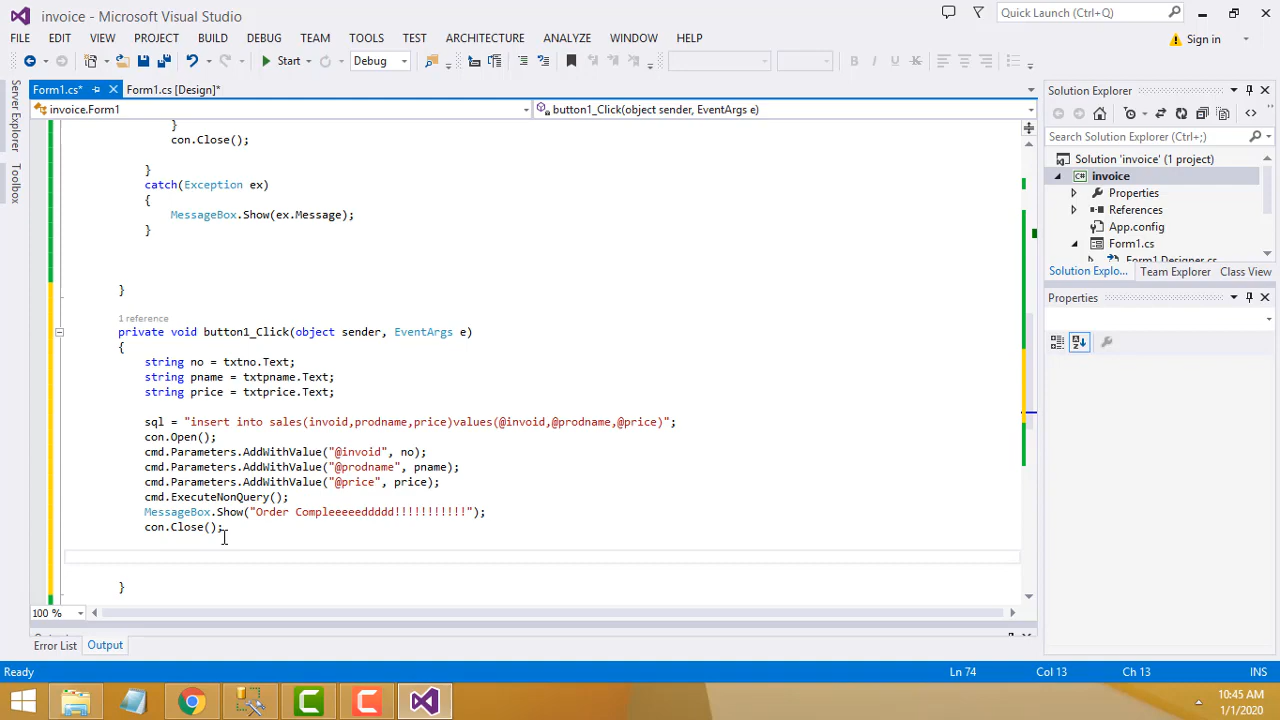 invoice - Microsoft Visual Studio
Quick Launch (Ctrl+Q)
FILE EDIT VIEW PROJECT BUILD DEBUG TEAM TOOLS TEST ARCHITECTURE ANALYZE WINDOW HELP
Sign in
Start Debug
Server Explorer
Toolbox
Form1.cs* Form1.cs [Design]*
invoice.Form1 button1_Click(object sender, EventArgs e)
}
con.Close();
}
catch(Exception ex)
{
MessageBox.Show(ex.Message);
}
}
1 reference
private void button1_Click(object sender, EventArgs e)
{
string no = txtno.Text;
string pname = txtpname.Text;
string price = txtprice.Text;
sql = "insert into sales(invoid,prodname,price)values(@invoid,@prodname,@price)";
con.Open();
cmd.Parameters.AddWithValue("@invoid", no);
cmd.Parameters.AddWithValue("@prodname", pname);
cmd.Parameters.AddWithValue("@price", price);
cmd.ExecuteNonQuery();
MessageBox.Show("Order Compleeeeeddddd!!!!!!!!!!!");
con.Close();
}
100 %
Error List Output
Solution Explorer
Search Solution Explorer (Ctrl+;)
Solution 'invoice' (1 project)
C# invoice
Properties
References
App.config
Form1.cs
Form1.Designer.cs
Solution Explo... Team Explorer Class View
Properties
Ready Ln 74 Col 13 Ch 13 INS
10:45 AM
1/1/2020